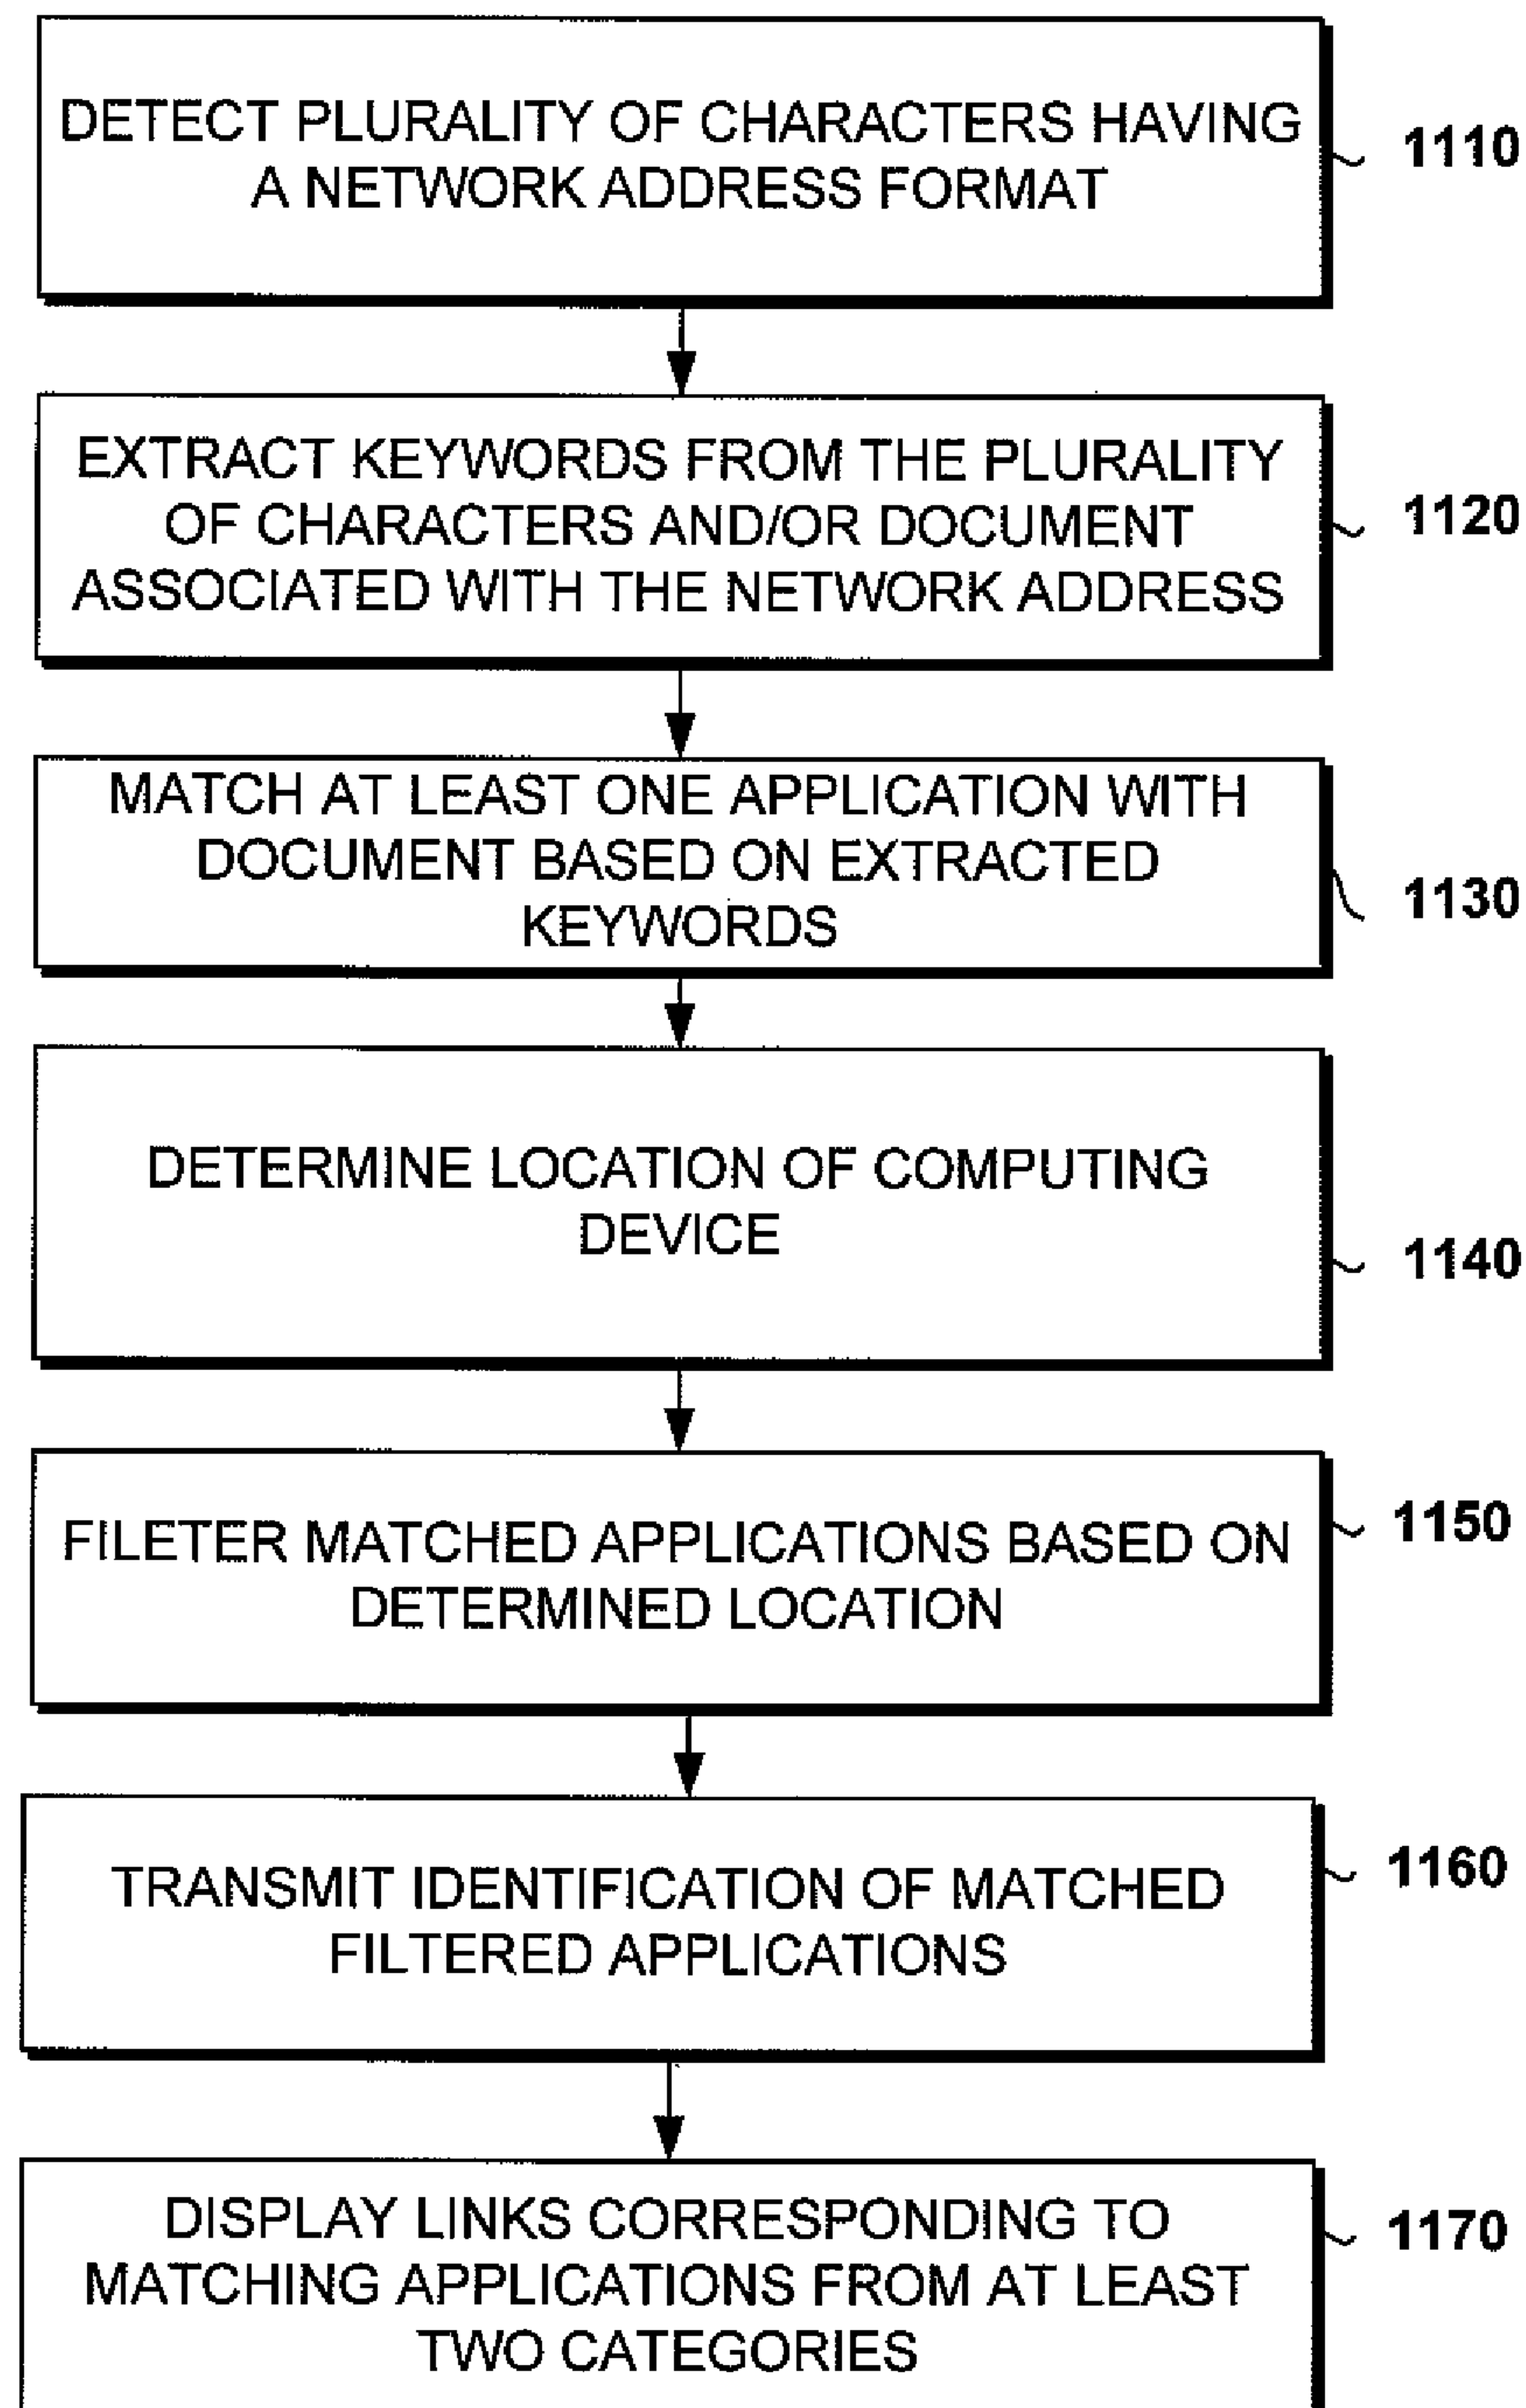 DETECT PLURALITY OF CHARACTERS HAVING
A NETWORK ADDRESS FORMAT
1110
EXTRACT KEYWORDS FROM THE PLURALITY
OF CHARACTERS AND/OR DOCUMENT
ASSOCIATED WITH THE NETWORK ADDRESS
1120
MATCH AT LEAST ONE APPLICATION WITH
DOCUMENT BASED ON EXTRACTED
KEYWORDS
1130
DETERMINE LOCATION OF COMPUTING
DEVICE
1140
FILETER MATCHED APPLICATIONS BASED ON
DETERMINED LOCATION
1150
TRANSMIT IDENTIFICATION OF MATCHED
FILTERED APPLICATIONS
1160
DISPLAY LINKS CORRESPONDING TO
MATCHING APPLICATIONS FROM AT LEAST
TWO CATEGORIES
1170